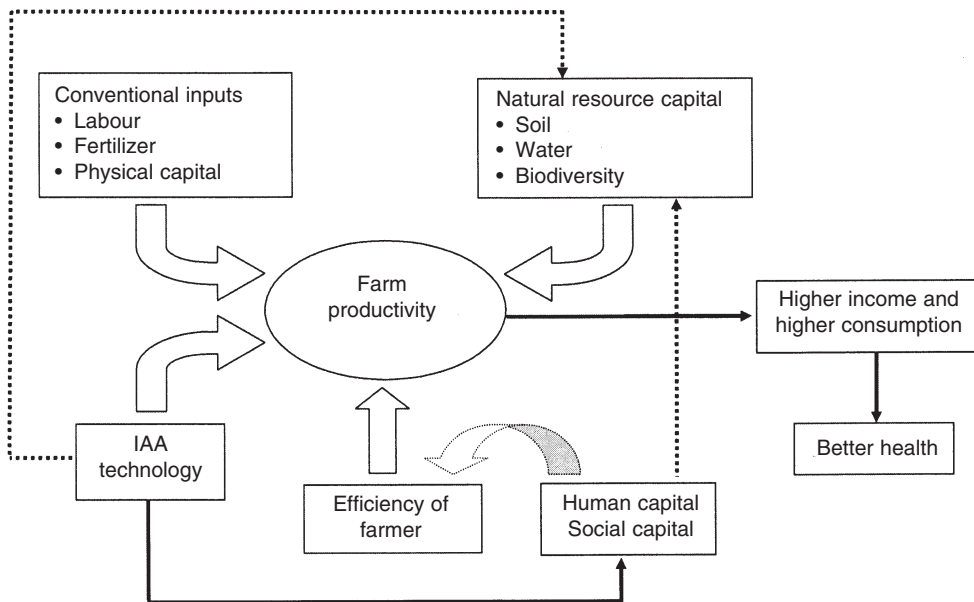 Conventional inputs
• Labour
• Fertilizer
• Physical capital
Natural resource capital
• Soil
• Water
• Biodiversity
Farm
productivity
Higher income and
higher consumption
IAA
technology
Better health
Efficiency of
farmer
Human capital
Social capital